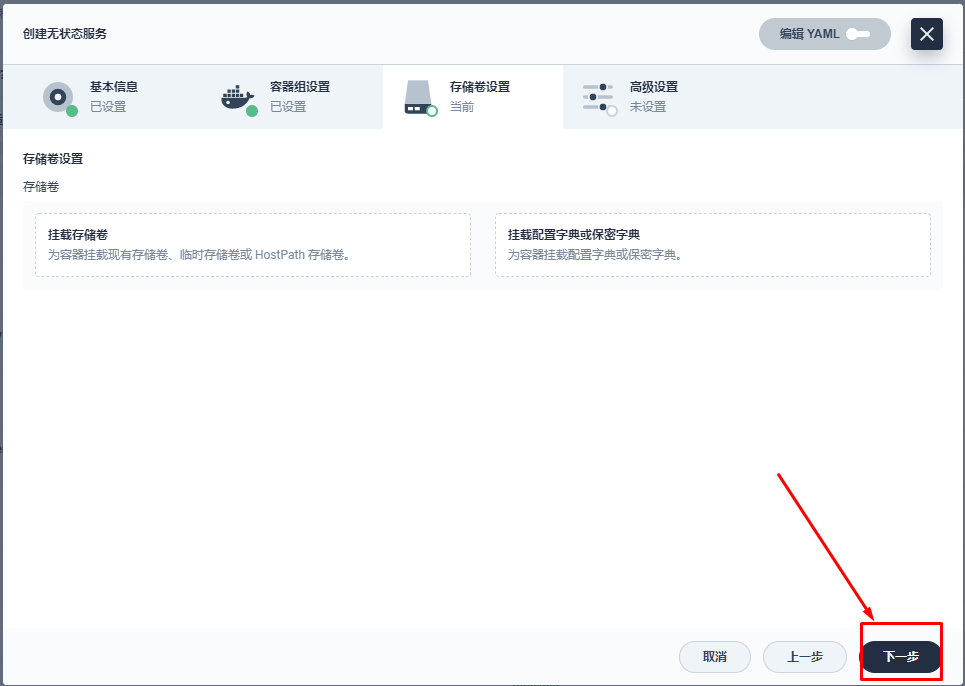 创建无状态服务
编辑 YAML
基本信息
已设置
容器组设置
已设置
存储卷设置
当前
高级设置
未设置
存储卷设置
存储卷
挂载存储卷
为容器挂载现有存储卷、临时存储卷或 HostPath 存储卷。
挂载配置字典或保密字典
为容器挂载配置字典或保密字典。
取消
上一步
下一步